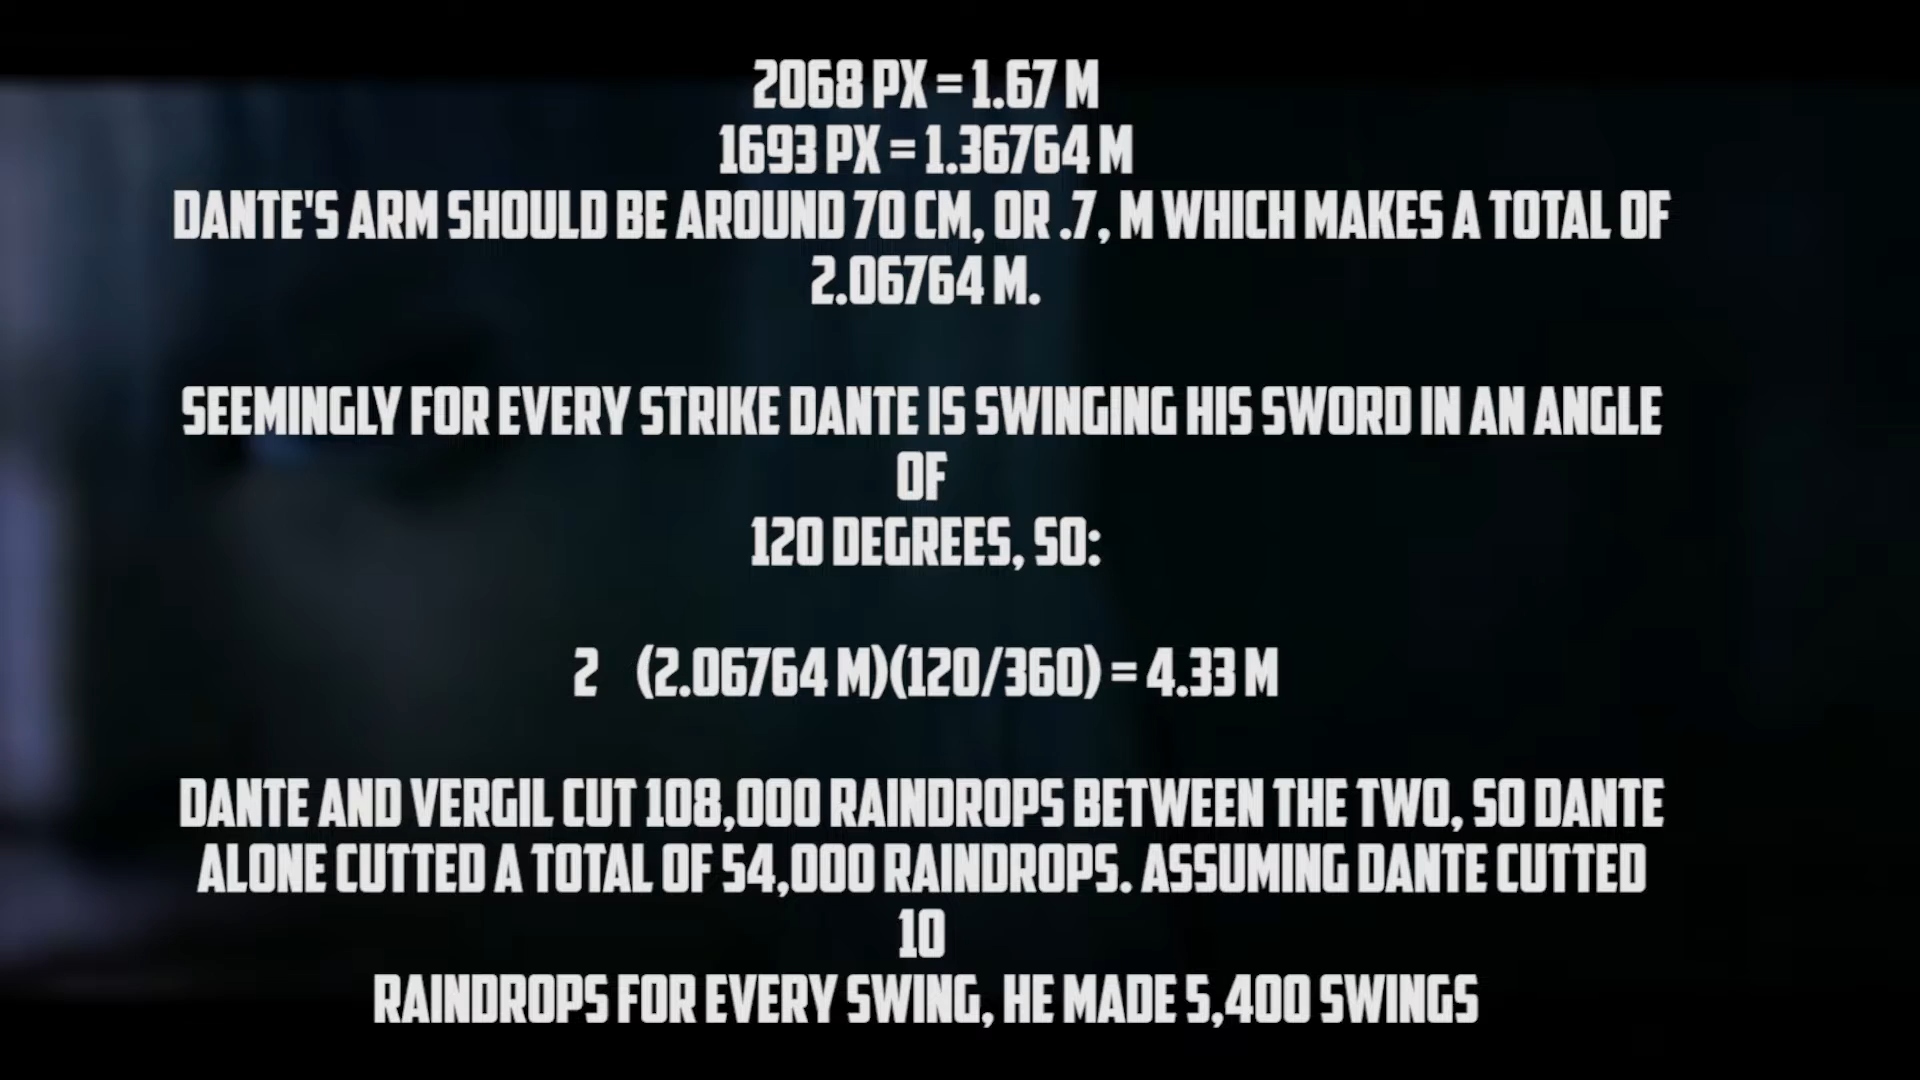 2068 PX = 1.67 M
1693 PX = 1.36764 M
DANTE'S ARM SHOULD BE AROUND 70 CM, OR .7, M WHICH MAKES A TOTAL OF
2.06764 M.
SEEMINGLY FOR EVERY STRIKE DANTE IS SWINGING HIS SWORD IN AN ANGLE
OF
120 DEGREES, SO:
2 (2.06764 M)(120/360) = 4.33 M
DANTE AND VERGIL CUT 108,000 RAINDROPS BETWEEN THE TWO, SO DANTE
ALONE CUTTED A TOTAL OF 54,000 RAINDROPS. ASSUMING DANTE CUTTED
10
RAINDROPS FOR EVERY SWING, HE MADE 5,400 SWINGS